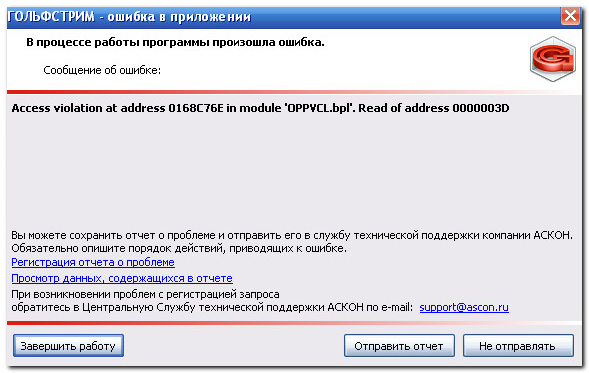 ГОЛЬФСТРИМ - ошибка в приложении
В процессе работы программы произошла ошибка.
Сообщение об ошибке:
Access violation at address 0168C76E in module 'OPPVCL.bpl'. Read of address 0000003D
Вы можете сохранить отчет о проблеме и отправить его в службу технической поддержки компании АСКОН.
Обязательно опишите порядок действий, приводящих к ошибке.
Регистрация отчета о проблеме
Просмотр данных, содержащихся в отчете
При возникновении проблем с регистрацией запроса
обратитесь в Центральную Службу технической поддержки АСКОН по e-mail: support@ascon.ru
Завершить работу
Отправить отчет
Не отправлять